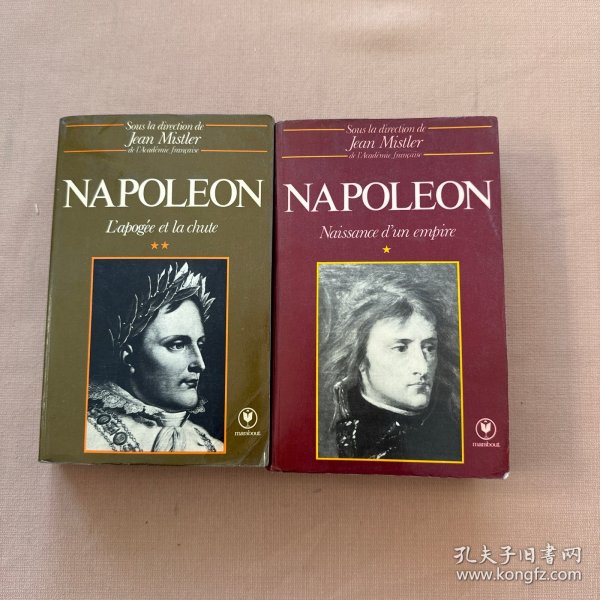 Sous la direction de
Jean Mistler
de l'Académie française
NAPOLEON
L'apogée et la chute
★★
marabout
Sous la direction de
Jean Mistler
de l'Académie française
NAPOLEON
Naissance d'un empire
★
marabout
孔夫子旧书网
www.kongfz.com